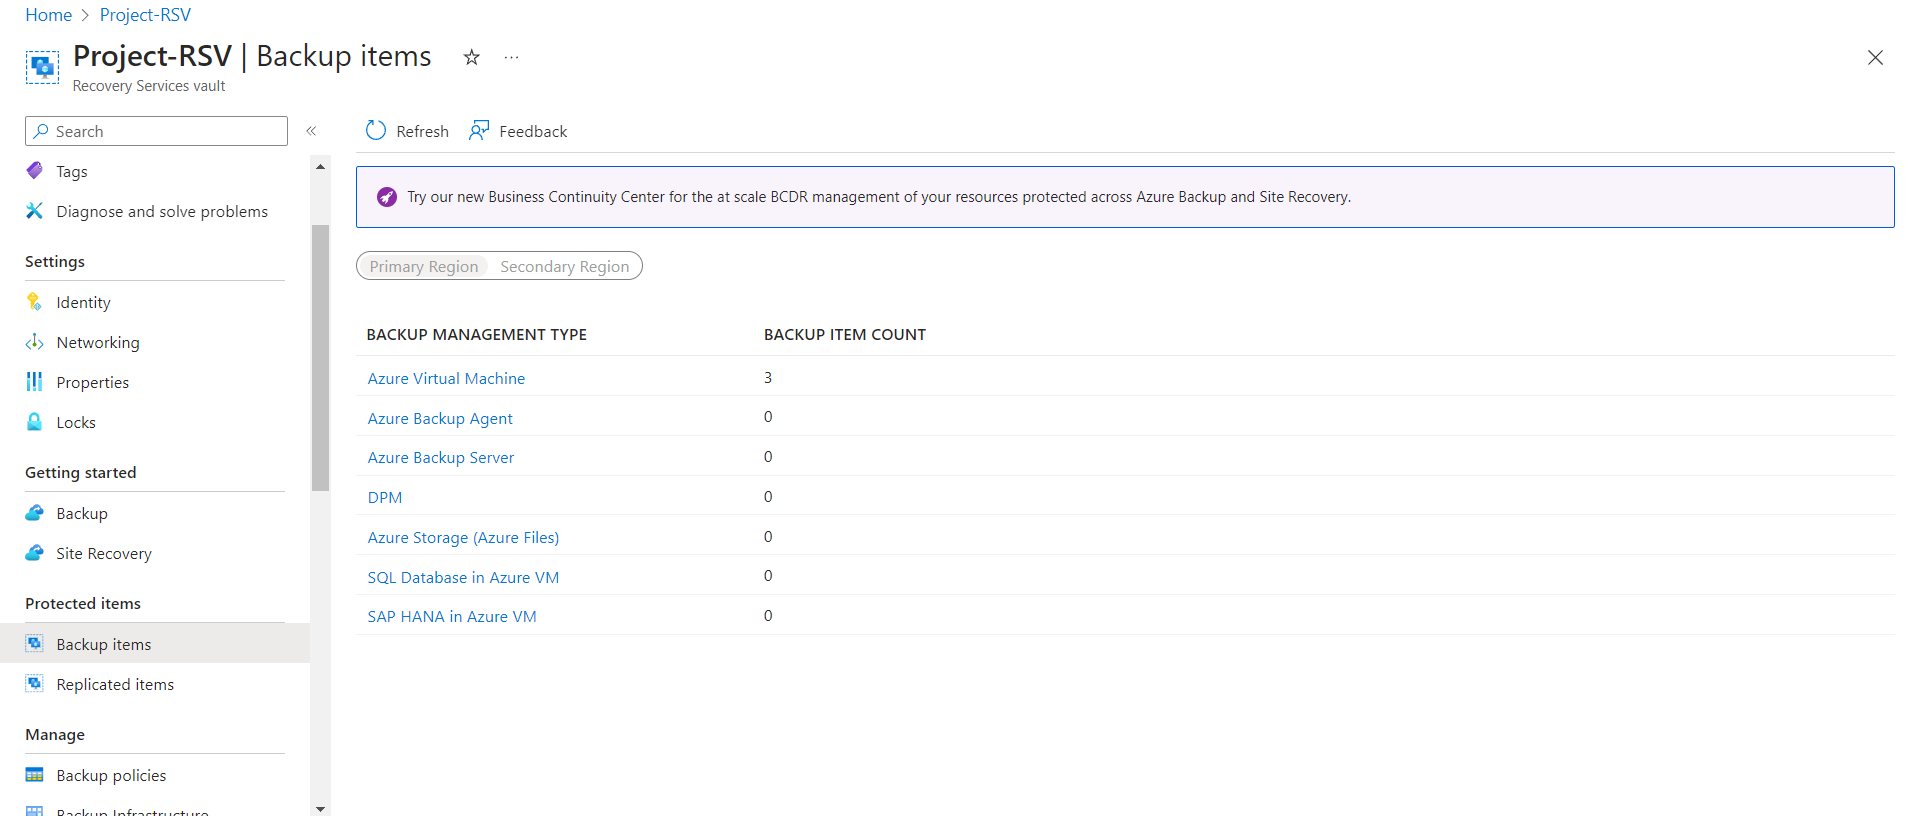 Home > Project-RSV
Project-RSV | Backup items
Recovery Services vault
Search
Tags
Diagnose and solve problems
Settings
Identity
Networking
Properties
Locks
Getting started
Backup
Site Recovery
Protected items
Backup items
Replicated items
Manage
Backup policies
Backup Infrastructure
Refresh Feedback
Try our new Business Continuity Center for the at scale BCDR management of your resources protected across Azure Backup and Site Recovery.
Primary Region Secondary Region
BACKUP MANAGEMENT TYPE BACKUP ITEM COUNT
Azure Virtual Machine 3
Azure Backup Agent 0
Azure Backup Server 0
DPM 0
Azure Storage (Azure Files) 0
SQL Database in Azure VM 0
SAP HANA in Azure VM 0